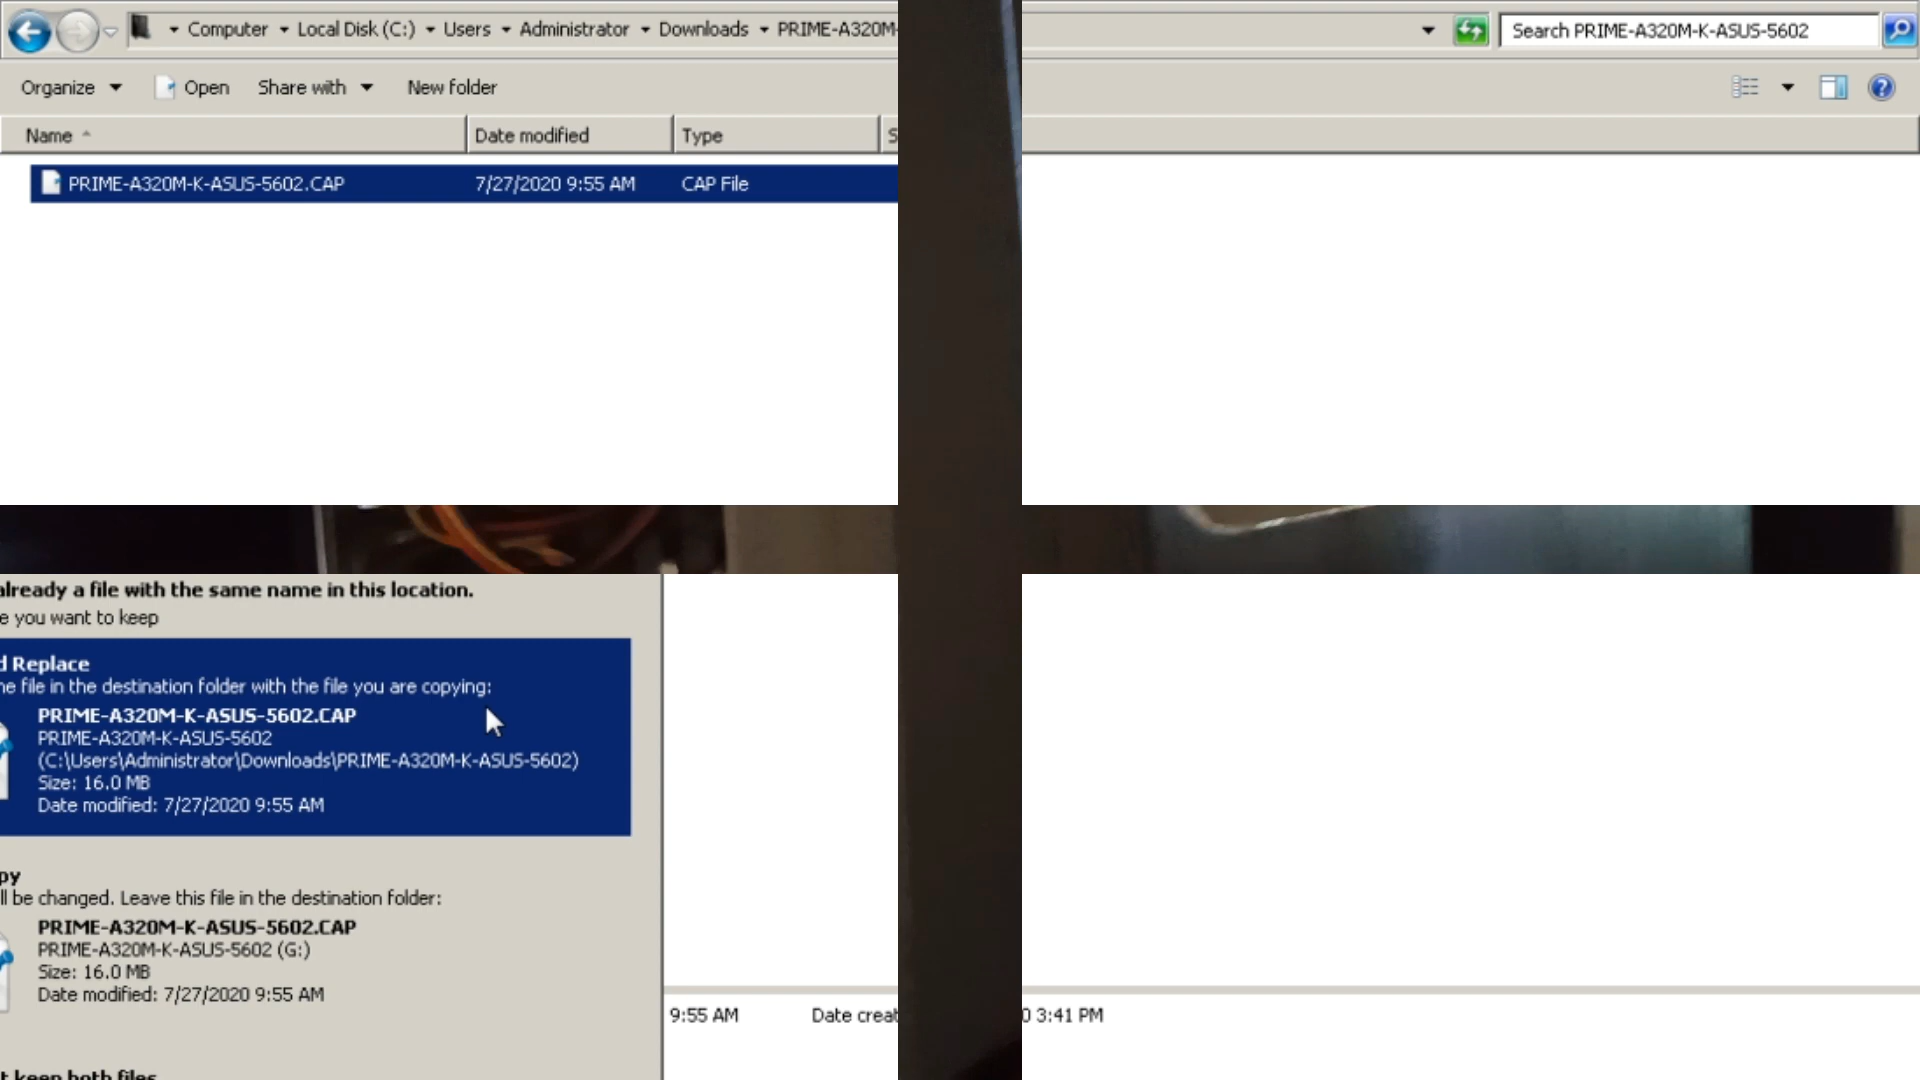 Computer Local Disk (C:) Users Administrator Downloads PRIME-A320M-
Search PRIME-A320M-K-ASUS-5602
Organize Open Share with New folder
Name Date modified Type S
PRIME-A320M-K-ASUS-5602.CAP 7/27/2020 9:55 AM CAP File
already a file with the same name in this location.
e you want to keep
d Replace
he file in the destination folder with the file you are copying:
PRIME-A320M-K-ASUS-5602.CAP
PRIME-A320M-K-ASUS-5602
(C:\Users\Administrator\Downloads\PRIME-A320M-K-ASUS-5602)
Size: 16.0 MB
Date modified: 7/27/2020 9:55 AM
py
ll be changed. Leave this file in the destination folder:
PRIME-A320M-K-ASUS-5602.CAP
PRIME-A320M-K-ASUS-5602 (G:)
Size: 16.0 MB
Date modified: 7/27/2020 9:55 AM
9:55 AM Date creat 0 3:41 PM
t keep both files